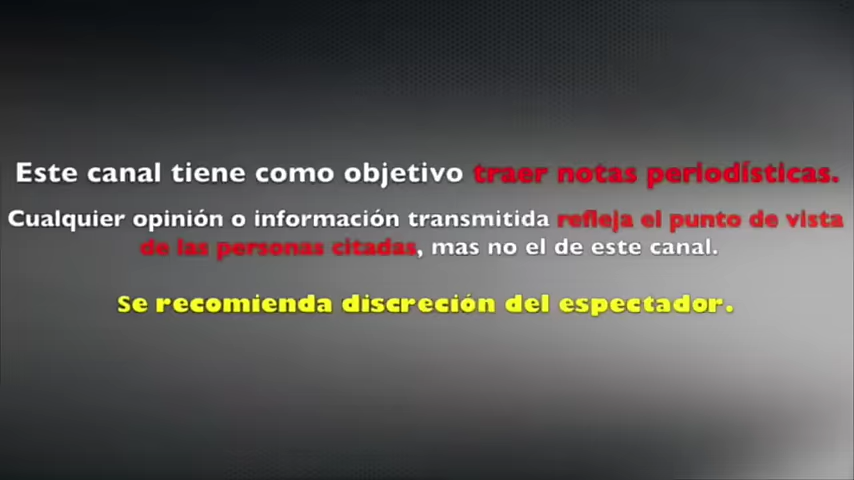 Este canal tiene como objetivo traer notas periodísticas.
Cualquier opinión o información transmitida refleja el punto de vista
de las personas citadas, mas no el de este canal.
Se recomienda discreción del espectador.